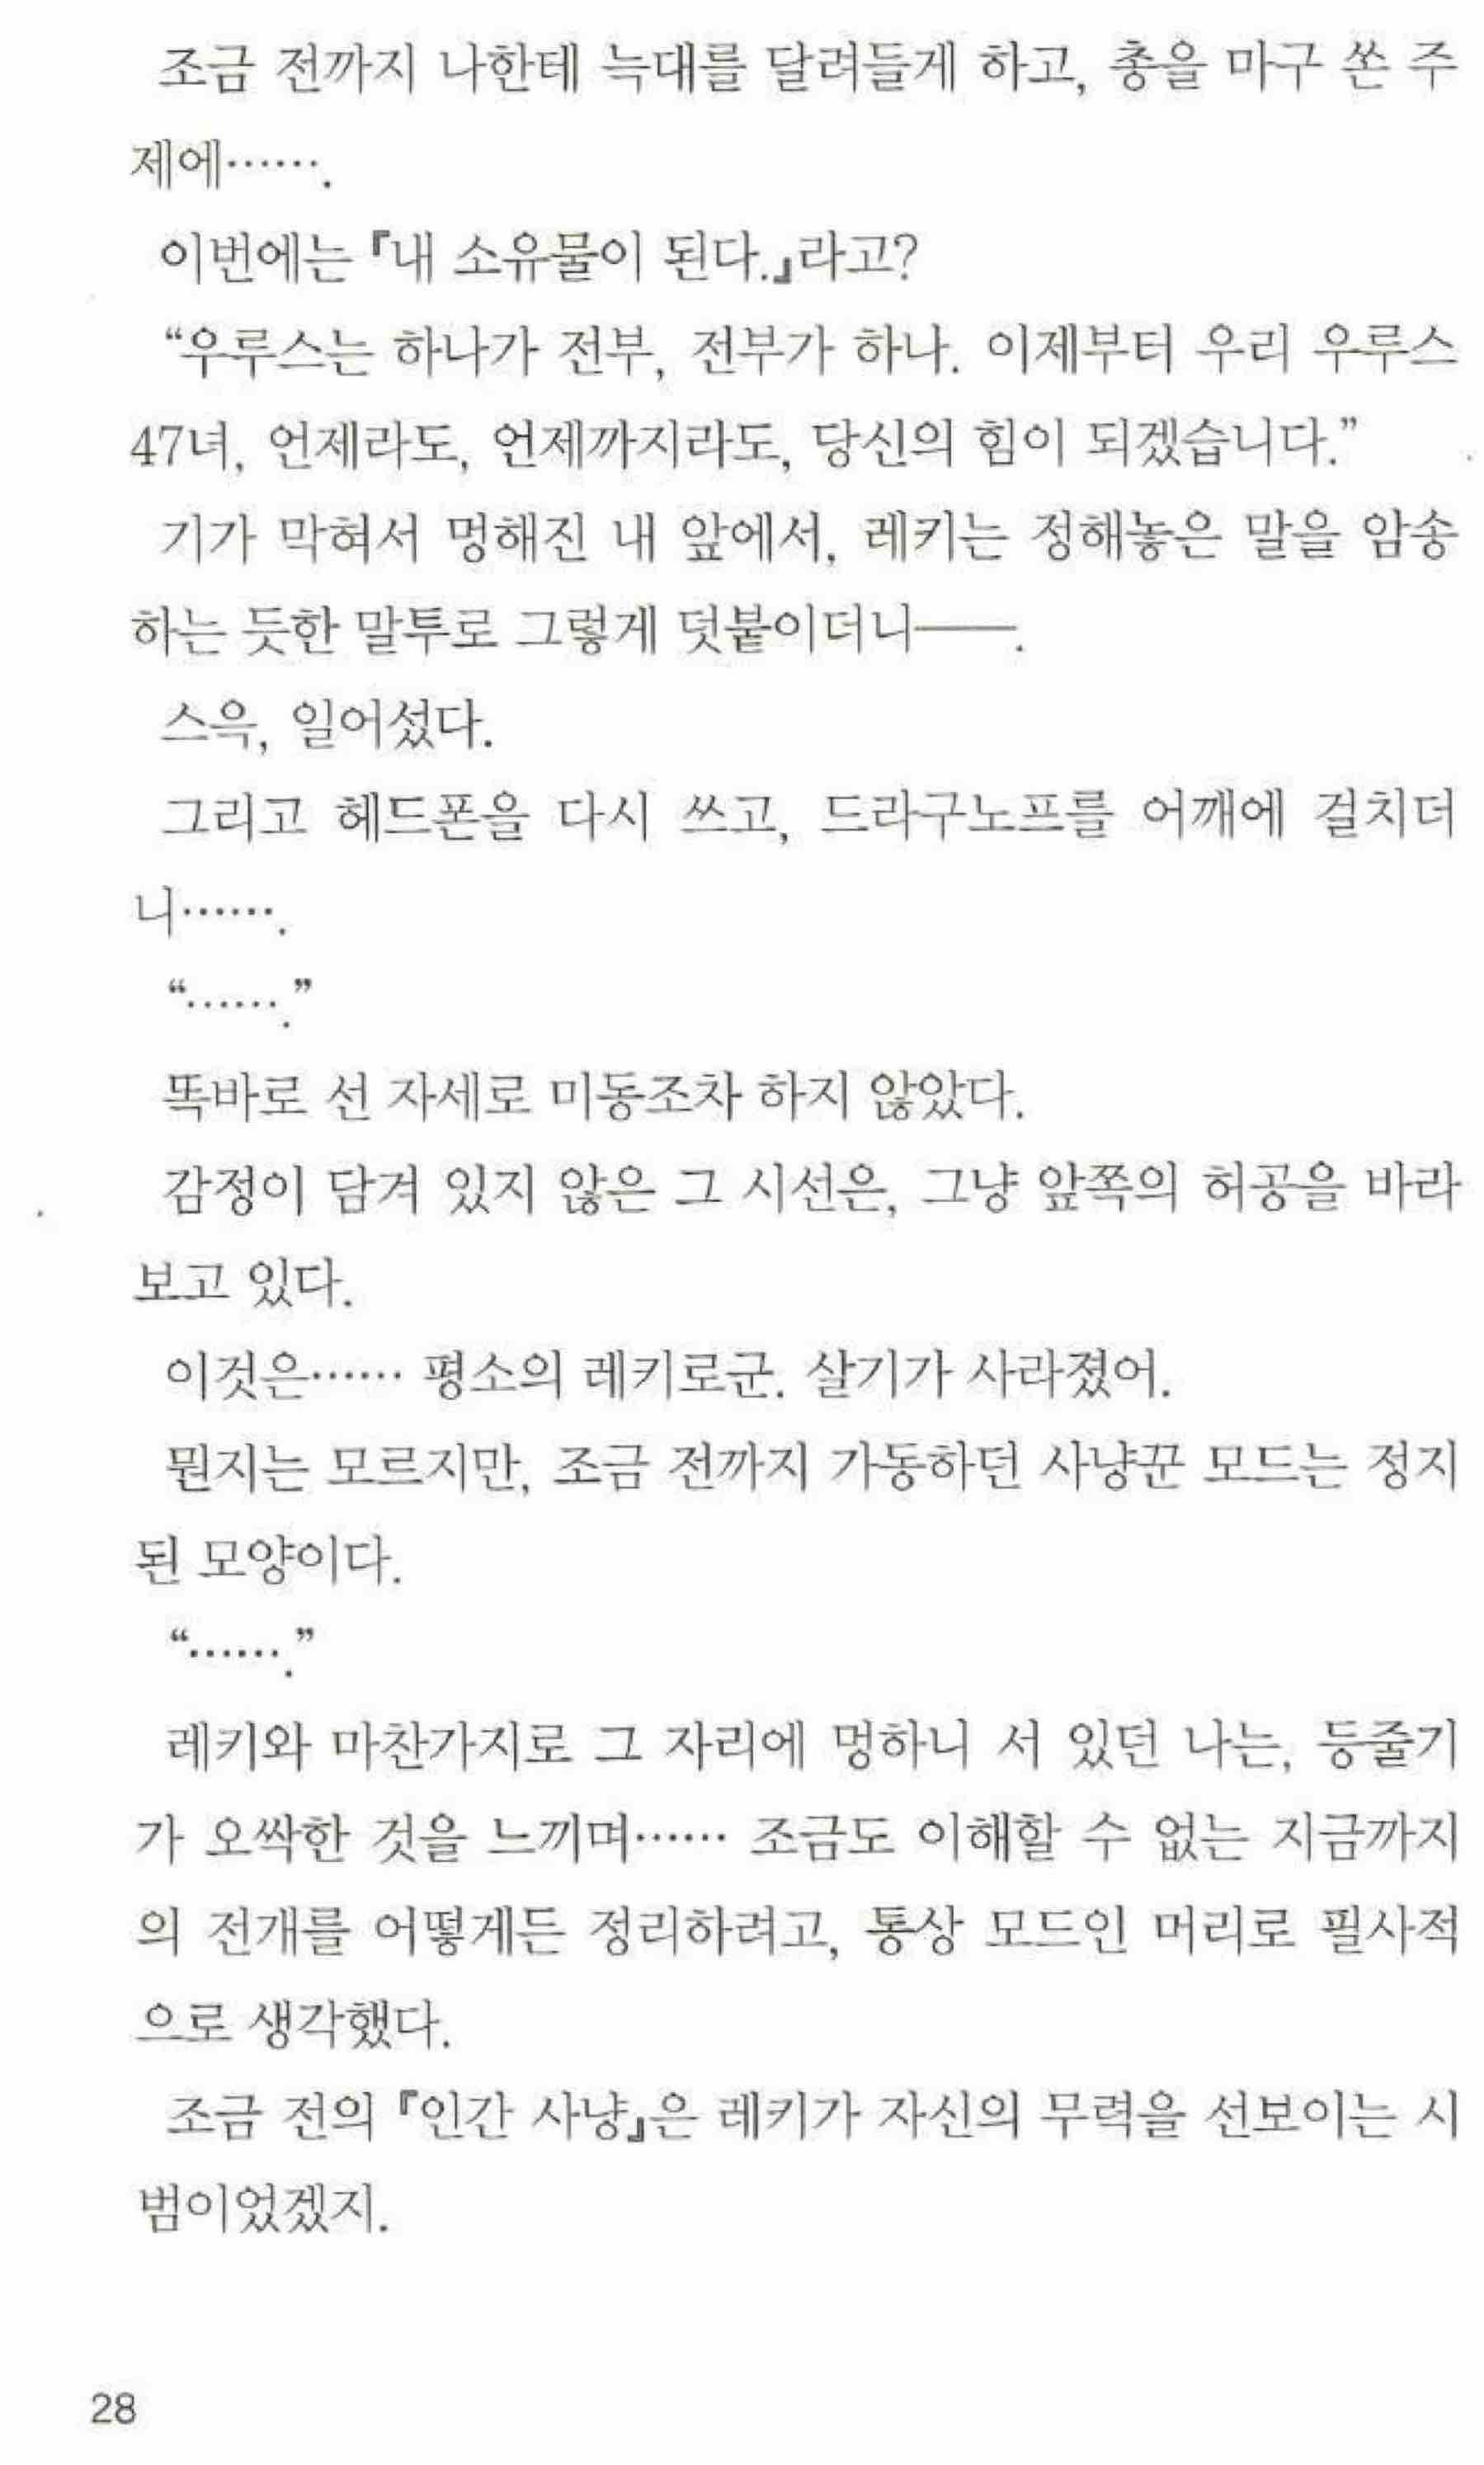 조금 전까지 나한테 늑대를 달려들게 하고, 총을 마구 쏜 주
제에…….
이번에는 『내 소유물이 된다.』라고?
“우루스는 하나가 전부, 전부가 하나. 이제부터 우리 우루스
47녀, 언제라도, 언제까지라도, 당신의 힘이 되겠습니다.”
기가 막혀서 멍해진 내 앞에서, 레키는 정해놓은 말을 암송
하는 듯한 말투로 그렇게 덧붙이더니――.
스윽, 일어섰다.
그리고 헤드폰을 다시 쓰고, 드라구노프를 어깨에 걸치더
니…….
“…….”
똑바로 선 자세로 미동조차 하지 않았다.
감정이 담겨 있지 않은 그 시선은, 그냥 앞쪽의 허공을 바라
보고 있다.
이것은…… 평소의 레키로군. 살기가 사라졌어.
뭔지는 모르지만, 조금 전까지 가동하던 사냥꾼 모드는 정지
된 모양이다.
“…….”
레키와 마찬가지로 그 자리에 멍하니 서 있던 나는, 등줄기
가 오싹한 것을 느끼며…… 조금도 이해할 수 없는 지금까지
의 전개를 어떻게든 정리하려고, 통상 모드인 머리로 필사적
으로 생각했다.
조금 전의 『인간 사냥』은 레키가 자신의 무력을 선보이는 시
범이었겠지.
28